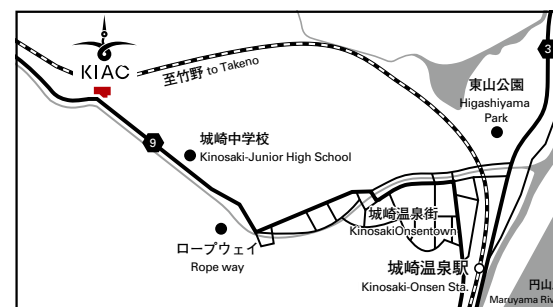 KIAC
至竹野 to Takeno
3
東山公園
Higashiyama
Park
9
城崎中学校
Kinosaki-Junior High School
城崎温泉街
KinosakiOnsentown
ロープウェイ
Rope way
城崎温泉駅
Kinosaki-Onsen Sta.
円山
Maruyama Riv